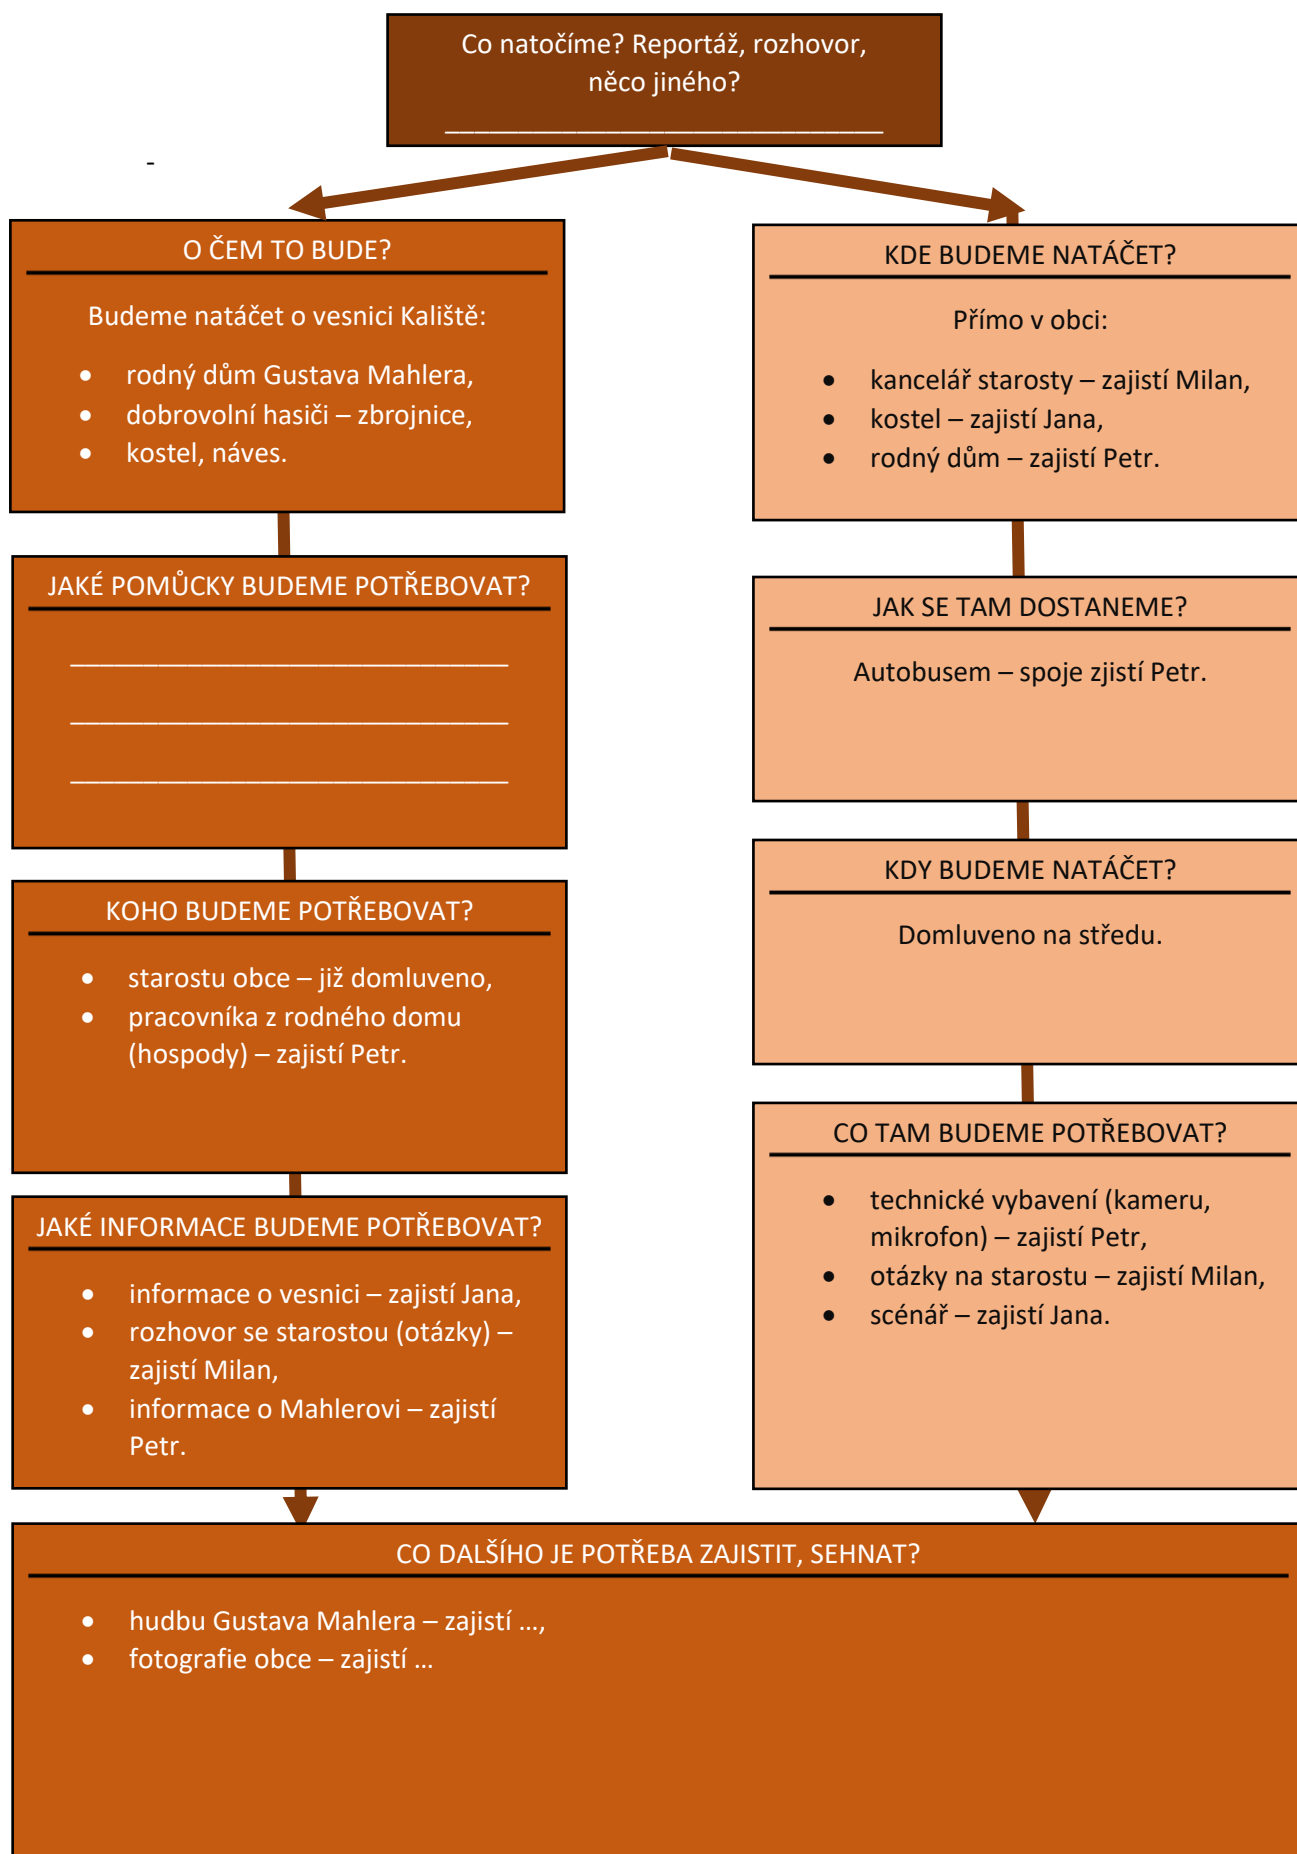 Co natočíme? Reportáž, rozhovor,
něco jiného?
______________________________
-
O ČEM TO BUDE?
Budeme natáčet o vesnici Kaliště:
• rodný dům Gustava Mahlera,
• dobrovolní hasiči – zbrojnice,
• kostel, náves.
JAKÉ POMŮCKY BUDEME POTŘEBOVAT?
______________________________
______________________________
______________________________
KOHO BUDEME POTŘEBOVAT?
• starostu obce – již domluveno,
• pracovníka z rodného domu
(hospody) – zajistí Petr.
JAKÉ INFORMACE BUDEME POTŘEBOVAT?
• informace o vesnici – zajistí Jana,
• rozhovor se starostou (otázky) –
zajistí Milan,
• informace o Mahlerovi – zajistí
Petr.
KDE BUDEME NATÁČET?
Přímo v obci:
• kancelář starosty – zajistí Milan,
• kostel – zajistí Jana,
• rodný dům – zajistí Petr.
JAK SE TAM DOSTANEME?
Autobusem – spoje zjistí Petr.
KDY BUDEME NATÁČET?
Domluveno na středu.
CO TAM BUDEME POTŘEBOVAT?
• technické vybavení (kameru,
mikrofon) – zajistí Petr,
• otázky na starostu – zajistí Milan,
• scénář – zajistí Jana.
CO DALŠÍHO JE POTŘEBA ZAJISTIT, SEHNAT?
• hudbu Gustava Mahlera – zajistí …,
• fotografie obce – zajistí …